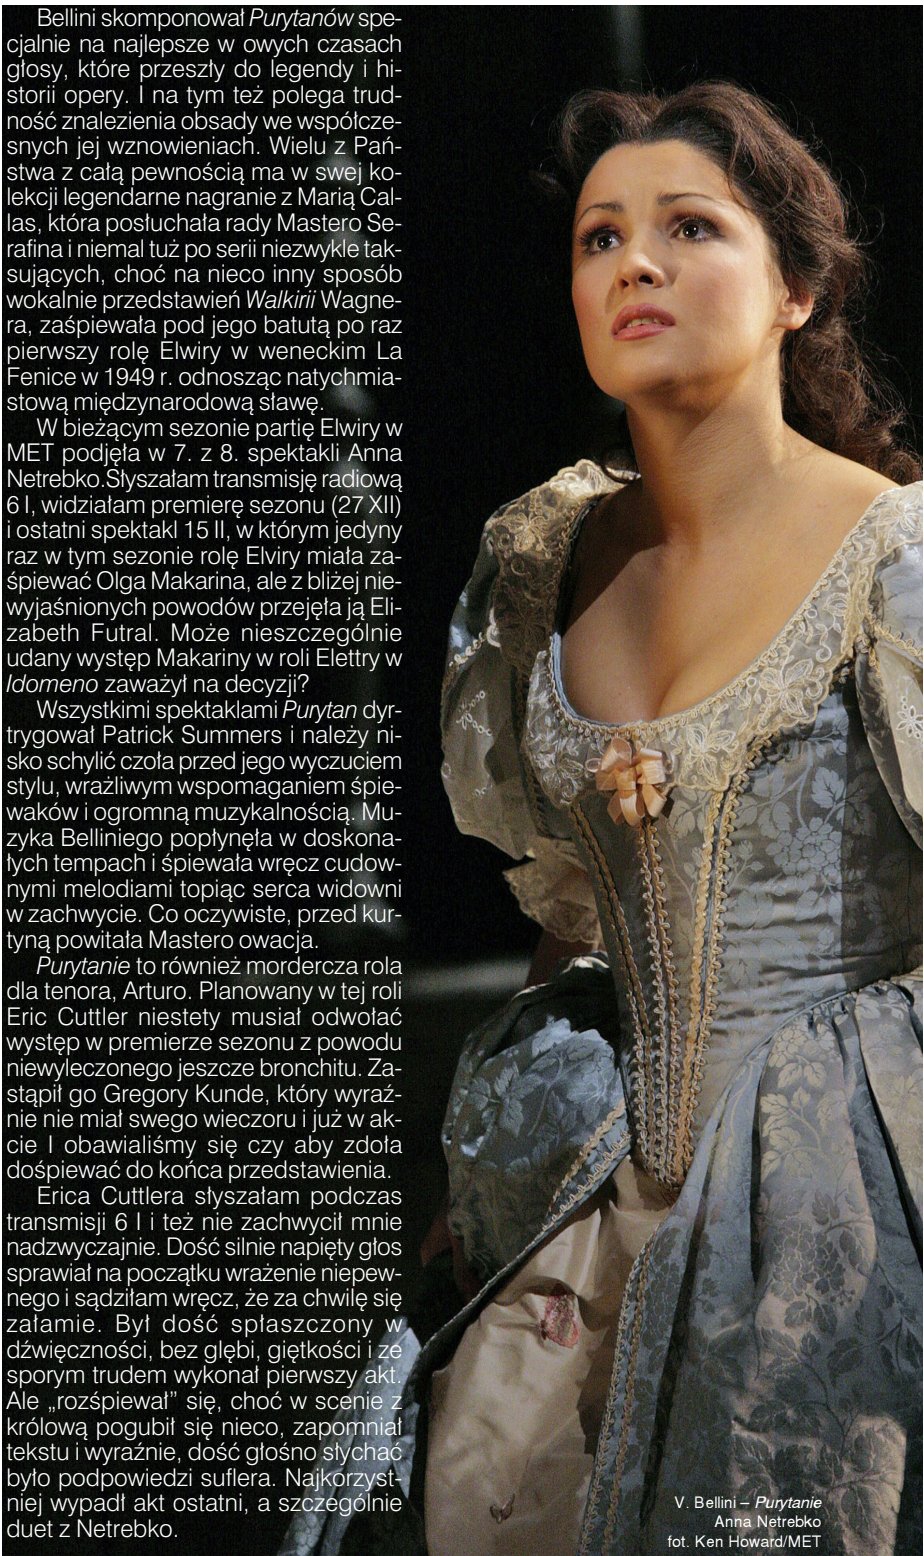 Bellini skomponował Purytanów spe-
cjalnie na najlepsze w owych czasach
głosy, które przeszły do legendy i hi-
storii opery. I na tym też polega trud-
ność znalezienia obsady we współcze-
snych jej wznowieniach. Wielu z Pań-
stwa z całą pewnością ma w swej ko-
lekcji legendarne nagranie z Marią Cal-
las, która posłuchała rady Mastero Se-
rafina i niemal tuż po serii niezwykle tak-
sujących, choć na nieco inny sposób
wokalnie przedstawień Walkirii Wagne-
ra, zaśpiewała pod jego batutą po raz
pierwszy rolę Elwiry w weneckim La
Fenice w 1949 r. odnosząc natychmia-
stową międzynarodową sławę.
W bieżącym sezonie partię Elwiry w
MET podjęła w 7. z 8. spektakli Anna
Netrebko.Słyszałam transmisję radiową
6 I, widziałam premierę sezonu (27 XII)
i ostatni spektakl 15 II, w którym jedyny
raz w tym sezonie rolę Elviry miała za-
śpiewać Olga Makarina, ale z bliżej nie-
wyjaśnionych powodów przejęła ją Eli-
zabeth Futral. Może nieszczególnie
udany występ Makariny w roli Elettry w
Idomeno zaważył na decyzji?
Wszystkimi spektaklami Purytan dyr-
trygował Patrick Summers i należy ni-
sko schylić czoła przed jego wyczuciem
stylu, wrażliwym wspomaganiem śpie-
waków i ogromną muzykalnością. Mu-
zyka Belliniego popłynęła w doskona-
łych tempach i śpiewała wręcz cudow-
nymi melodiami topiąc serca widowni
w zachwycie. Co oczywiste, przed kur-
tyną powitała Mastero owacja.
Purytanie to również mordercza rola
dla tenora, Arturo. Planowany w tej roli
Eric Cuttler niestety musiał odwołać
występ w premierze sezonu z powodu
niewyleczonego jeszcze bronchitu. Za-
stąpił go Gregory Kunde, który wyraź-
nie nie miał swego wieczoru i już w ak-
cie I obawialiśmy się czy aby zdoła
dośpiewać do końca przedstawienia.
Erica Cuttlera słyszałam podczas
transmisji 6 I i też nie zachwycił mnie
nadzwyczajnie. Dość silnie napięty głos
sprawiał na początku wrażenie niepew-
nego i sądziłam wręcz, że za chwilę się
załamie. Był dość spłaszczony w
dźwięczności, bez głębi, giętkości i ze
sporym trudem wykonał pierwszy akt.
Ale „rozśpiewał” się, choć w scenie z
królową pogubił się nieco, zapomniał
tekstu i wyraźnie, dość głośno słychać
było podpowiedzi suflera. Najkorzyst-
niej wypadł akt ostatni, a szczególnie
duet z Netrebko.
V. Bellini – Purytanie
Anna Netrebko
fot. Ken Howard/MET